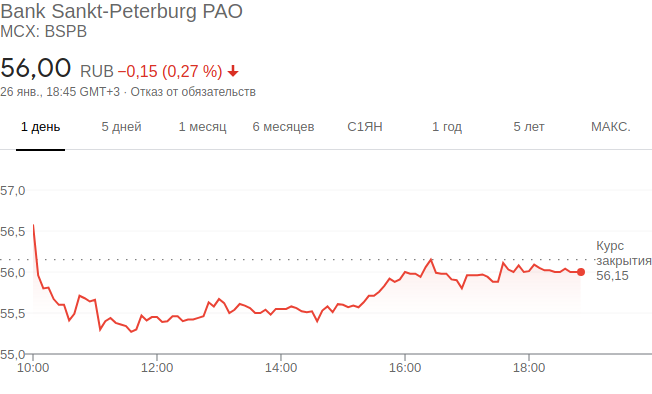 Bank Sankt-Peterburg PAO
MCX: BSPB
56,00 RUB −0,15 (0,27 %)
26 янв., 18:45 GMT+3 · Отказ от обязательств
1 день 5 дней 1 месяц 6 месяцев С1ЯН 1 год 5 лет МАКС.
57,0
56,5
Курс
закрытия
56,15
56,0
55,5
55,0
10:00 12:00 14:00 16:00 18:00